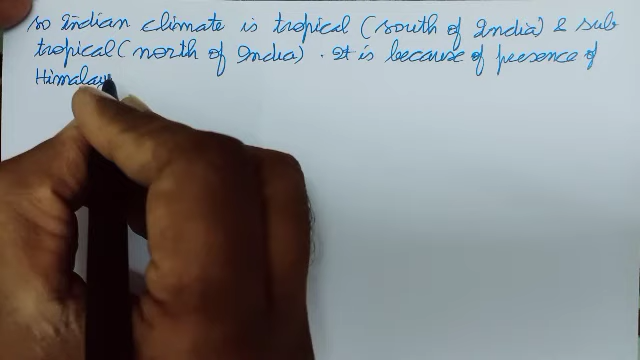 so Indian climate is tropical (south of India) & sub
tropical (north of India). It is because of presence of
Himalay